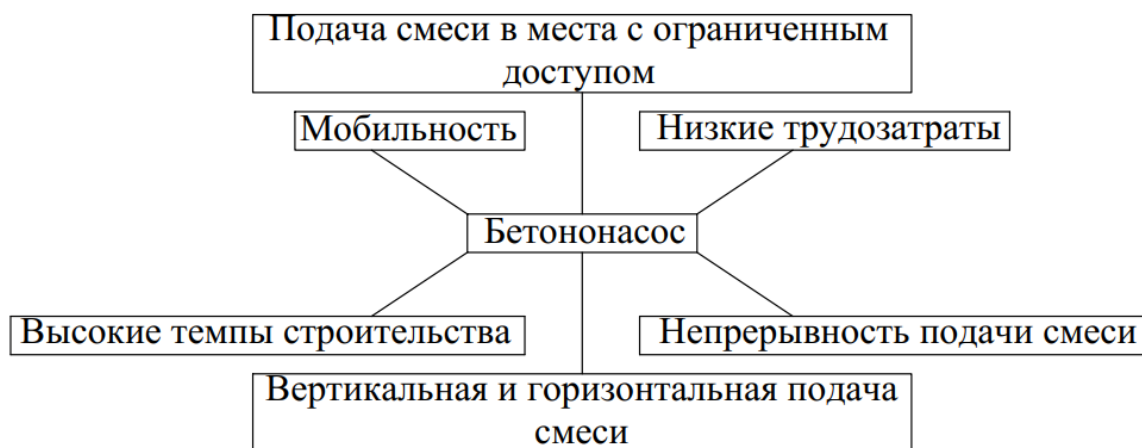 Подача смеси в места с ограниченным
доступом
Мобильность
Низкие трудозатраты
Бетононасос
Высокие темпы строительства
Непрерывность подачи смеси
Вертикальная и горизонтальная подача
смеси